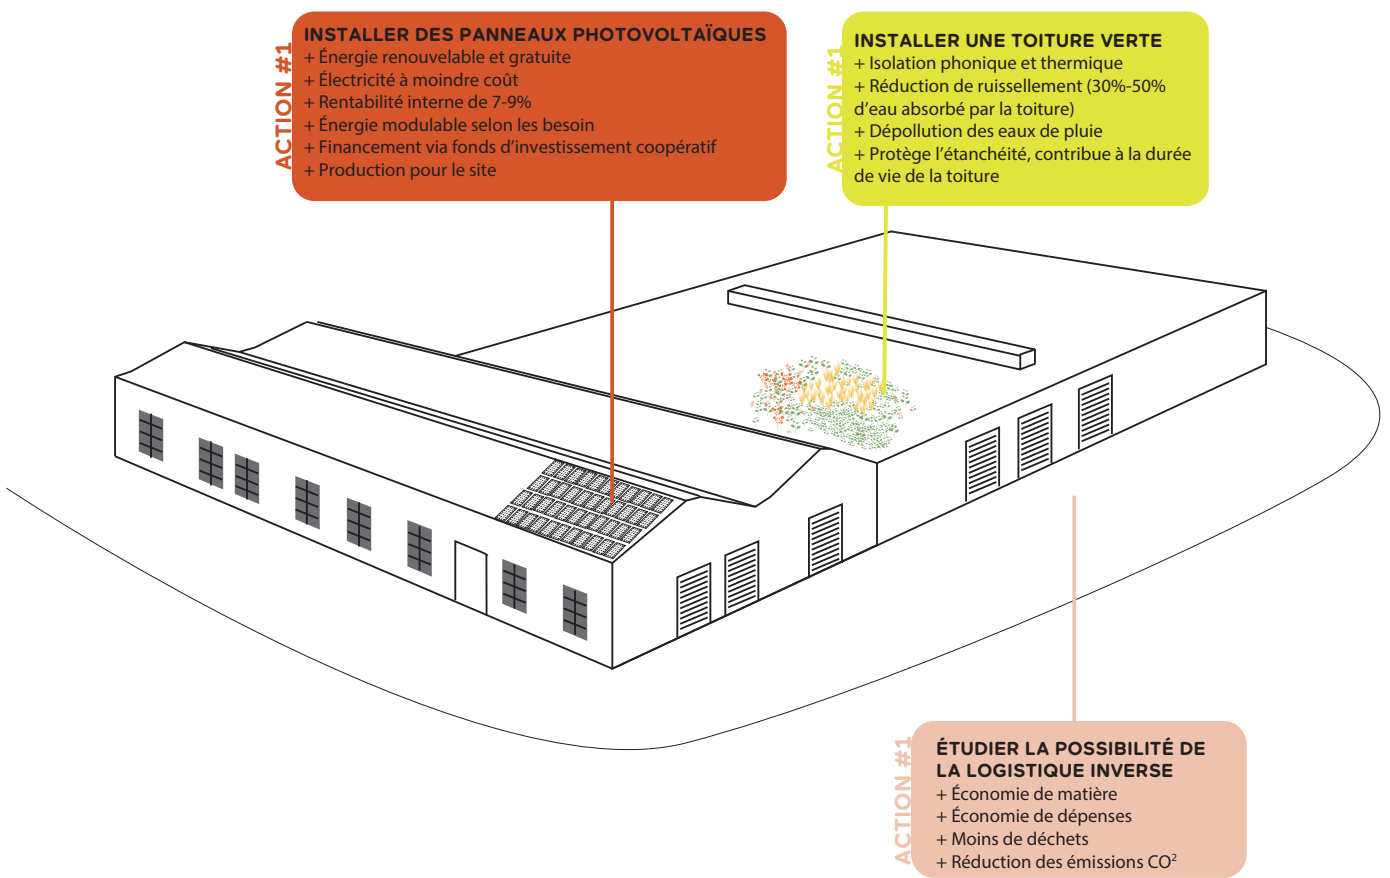 ACTION #1
INSTALLER DES PANNEAUX PHOTOVOLTAÏQUES
+ Énergie renouvelable et gratuite
+ Électricité à moindre coût
+ Rentabilité interne de 7-9%
+ Énergie modulable selon les besoin
+ Financement via fonds d'investissement coopératif
+ Production pour le site
ACTION #1
INSTALLER UNE TOITURE VERTE
+ Isolation phonique et thermique
+ Réduction de ruissellement (30%-50%
d'eau absorbé par la toiture)
+ Dépollution des eaux de pluie
+ Protège l'étanchéité, contribue à la durée
de vie de la toiture
ACTION #1
ÉTUDIER LA POSSIBILITÉ DE
LA LOGISTIQUE INVERSE
+ Économie de matière
+ Économie de dépenses
+ Moins de déchets
+ Réduction des émissions CO²